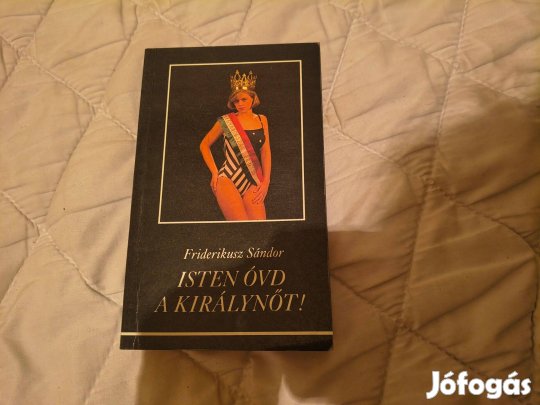 Friderikusz Sándor
ISTEN ÓVD
A KIRÁLYNŐT!
Jófogás